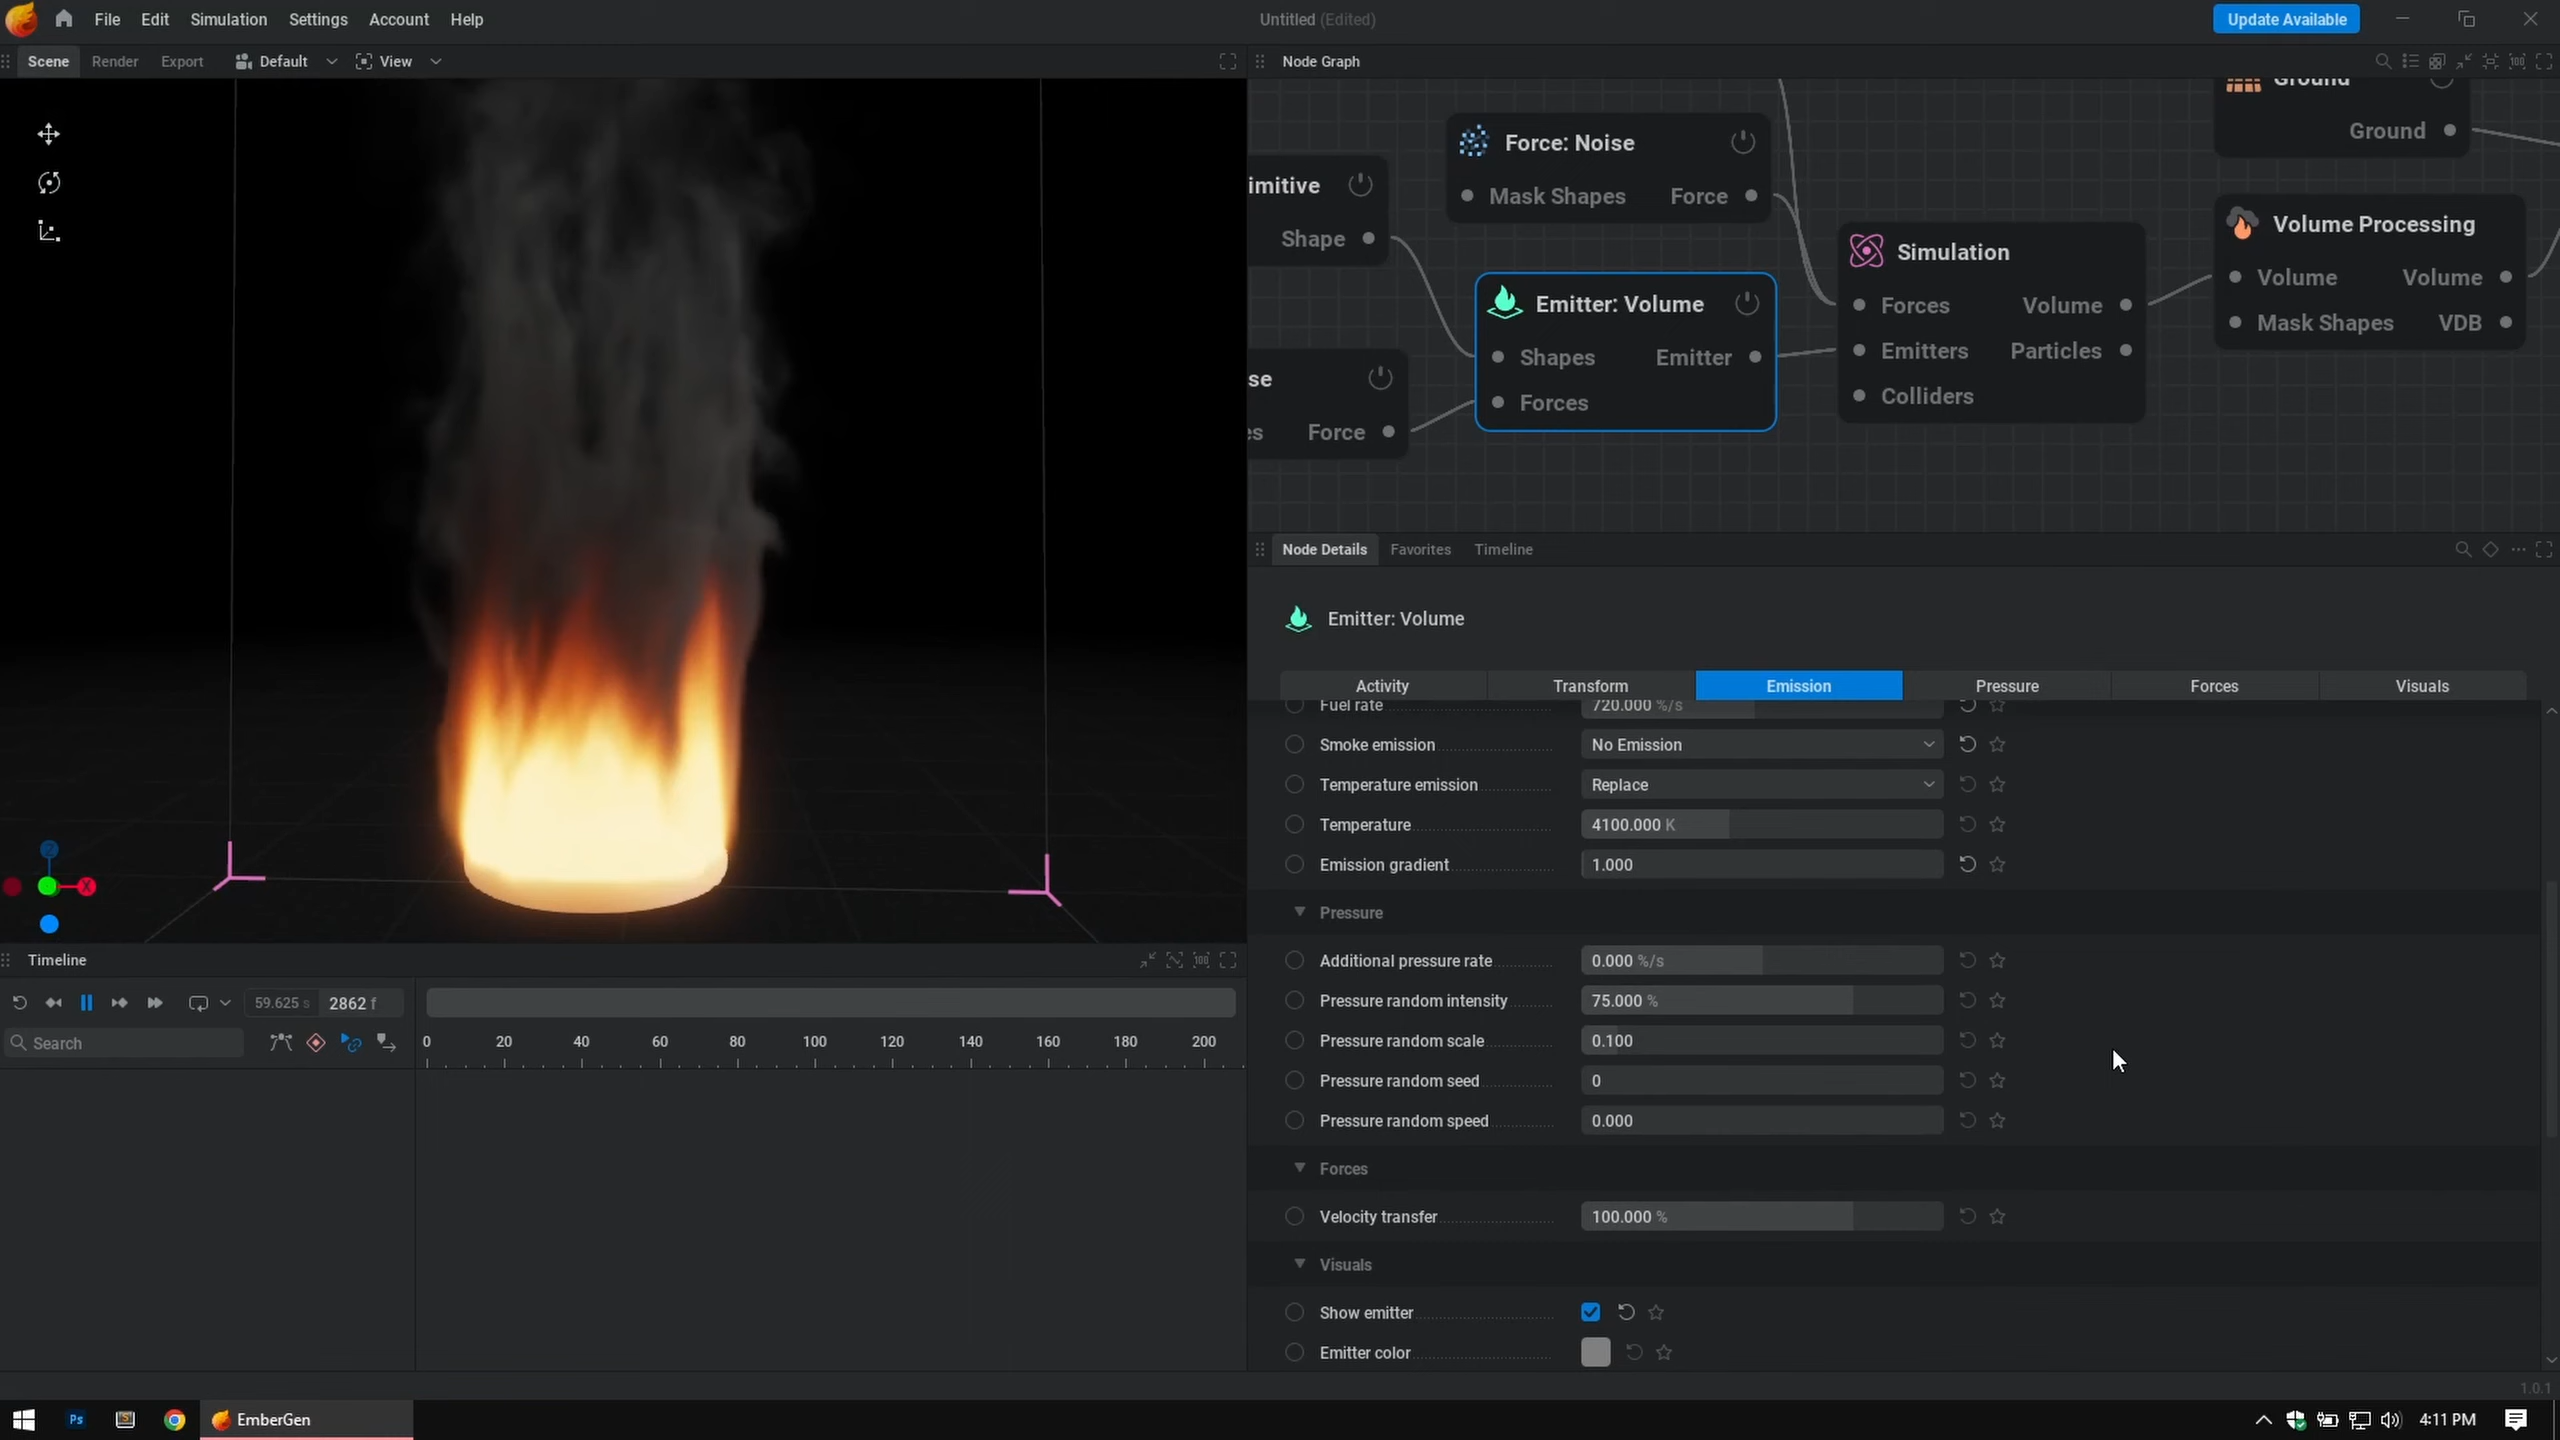 File Edit Simulation Settings Account Help
Untitled (Edited)
Update Available
Scene Render Export Default View
Node Graph
Ground
Ground
Force: Noise
Mask Shapes Force
imitive
Shape
Simulation
Forces Volume
Emitters Particles
Colliders
Volume Processing
Volume Volume
Mask Shapes VDB
Emitter: Volume
Shapes Emitter
Forces
se
es Force
Node Details Favorites Timeline
Emitter: Volume
Activity Transform Emission Pressure Forces Visuals
Fuel rate 720.000 %/s
Smoke emission No Emission
Temperature emission Replace
Temperature 4100.000 K
Emission gradient 1.000
Pressure
Additional pressure rate 0.000 %/s
Pressure random intensity 75.000 %
Pressure random scale 0.100
Pressure random seed 0
Pressure random speed 0.000
Forces
Velocity transfer 100.000 %
Visuals
Show emitter
Emitter color
Z
X
Timeline
100
59.625 s 2862 f
Search
0 20 40 60 80 100 120 140 160 180 200
1.0.1
Ps
EmberGen
4:11 PM